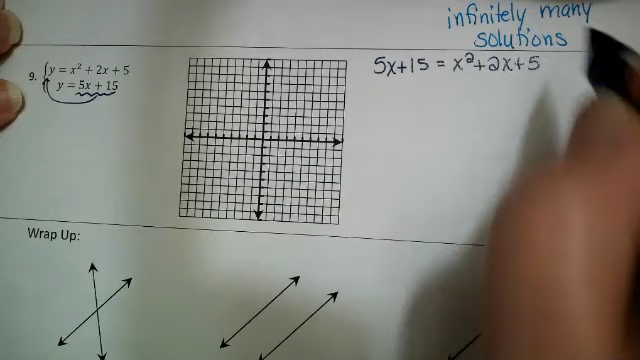 infinitely many
solutions
9. y = x² + 2x + 5
y = 5x + 15
5x+15 = x²+2x+5
Wrap Up: